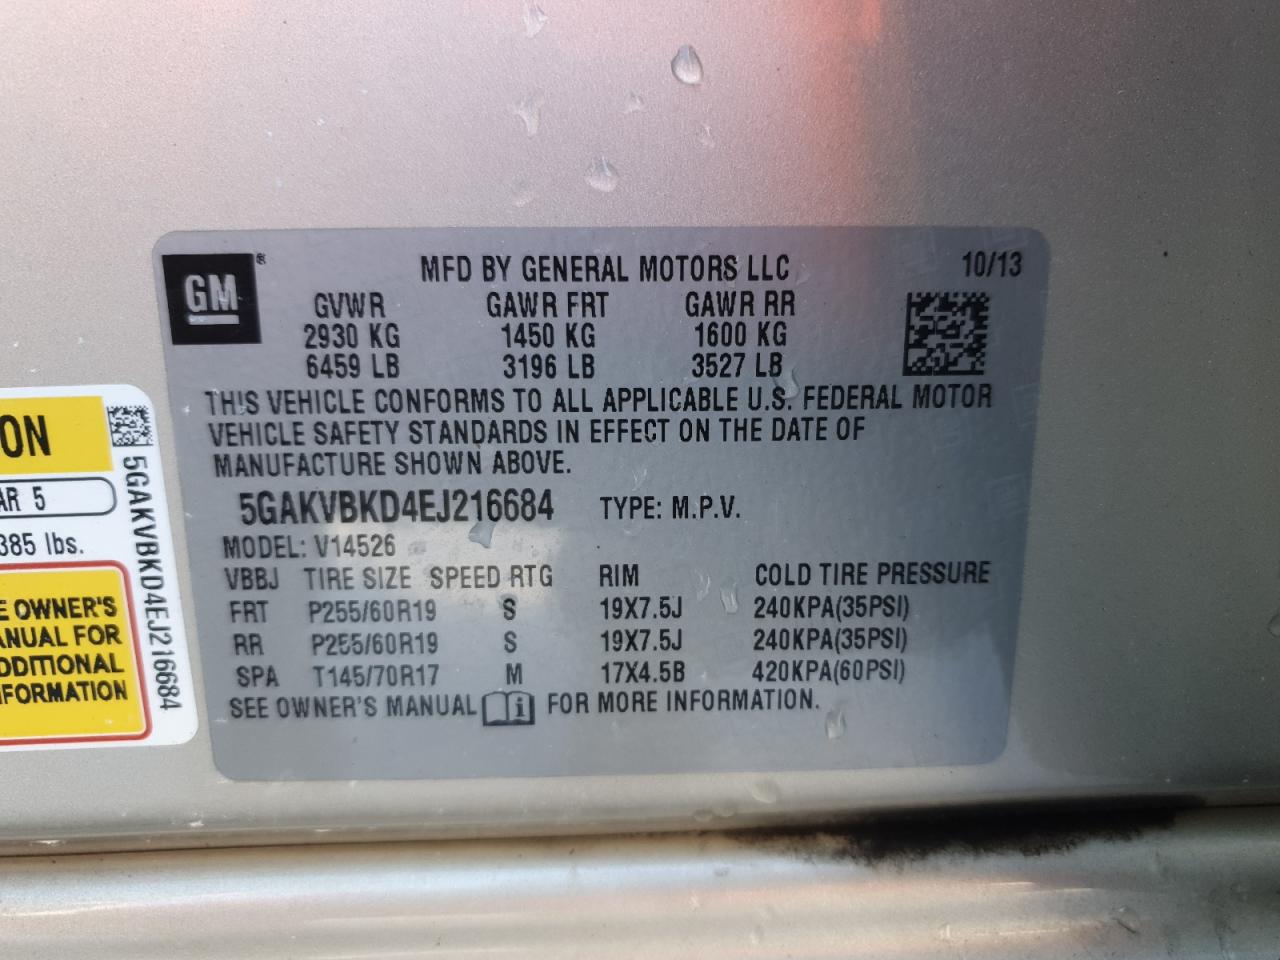 GM®
MFD BY GENERAL MOTORS LLC 10/13
GVWR GAWR FRT GAWR RR
2930 KG 1450 KG 1600 KG
6459 LB 3196 LB 3527 LB
THIS VEHICLE CONFORMS TO ALL APPLICABLE U.S. FEDERAL MOTOR
VEHICLE SAFETY STANDARDS IN EFFECT ON THE DATE OF
MANUFACTURE SHOWN ABOVE.
5GAKVBKD4EJ216684 TYPE: M.P.V.
MODEL: V14526
VBBJ TIRE SIZE SPEED RTG RIM COLD TIRE PRESSURE
FRT P255/60R19 S 19X7.5J 240KPA(35PSI)
RR P255/60R19 S 19X7.5J 240KPA(35PSI)
SPA T145/70R17 M 17X4.5B 420KPA(60PSI)
SEE OWNER'S MANUAL i FOR MORE INFORMATION.
ON
AR 5
385 lbs.
E OWNER'S
ANUAL FOR
DDITIONAL
NFORMATION
5GAKVBKD4EJ216684